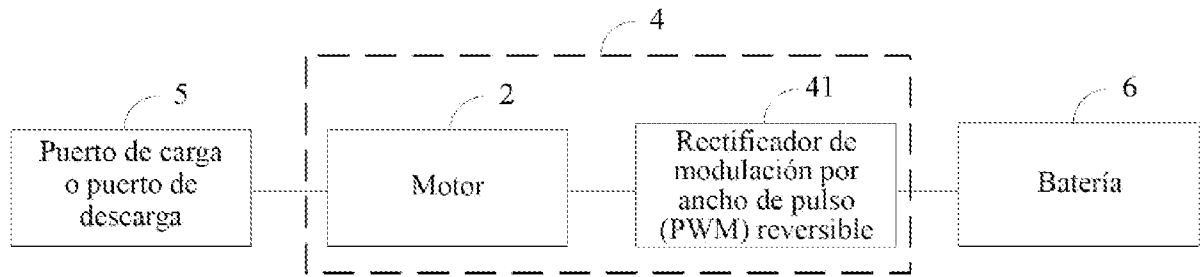 4
5
2
41
6
Puerto de carga
o puerto de
descarga
Motor
Rectificador de
modulación por
ancho de pulso
(PWM) reversible
Batería